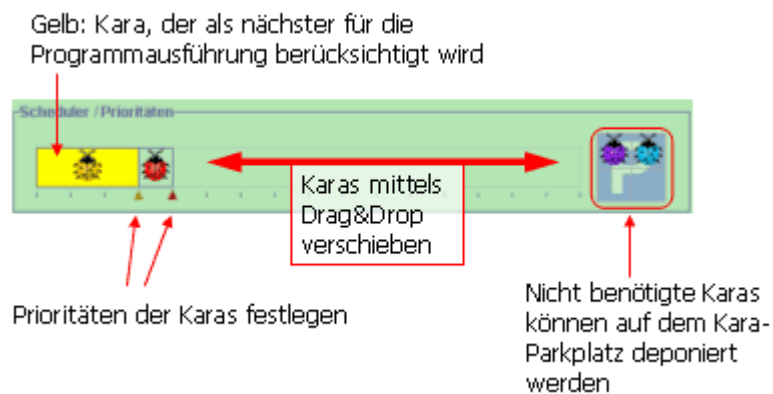 Gelb: Kara, der als nächster für die
Programmausführung berücksichtigt wird
Scheduler / Prioritäten
Karas mittels
Drag&Drop
verschieben
Prioritäten der Karas festlegen
Nicht benötigte Karas
können auf dem Kara-
Parkplatz deponiert
werden